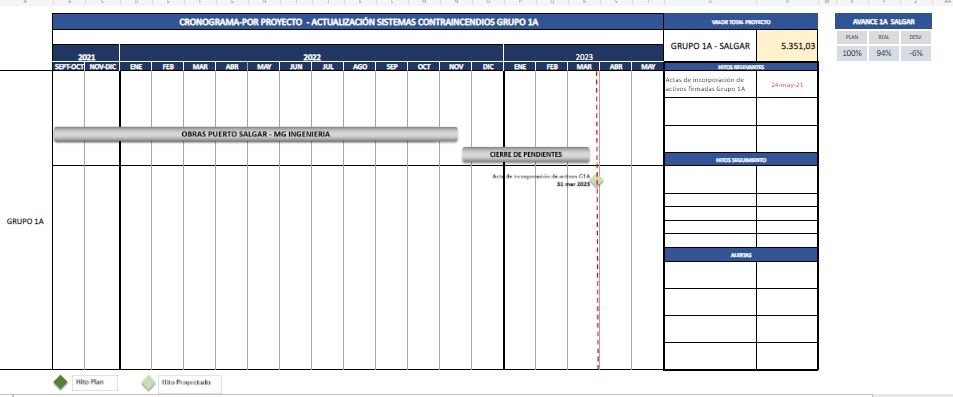 CRONOGRAMA-POR PROYECTO - ACTUALIZACIÓN SISTEMAS CONTRAINCENDIOS GRUPO 1A
VALOR TOTAL PROYECTO
AVANCE 1A SALGAR
PLAN REAL DESV.
GRUPO 1A - SALGAR 5.351,03
100% 94% -6%
2021 2022 2023
SEPT-OCT NOV-DIC ENE FEB MAR ABR MAY JUN JUL AGO SEP OCT NOV DIC ENE FEB MAR ABR MAY
HITOS RELEVANTES
Actas de incorporación de
activos firmadas Grupo 1A
24-may-21
OBRAS PUERTO SALGAR - MG INGENIERIA
CIERRE DE PENDIENTES
HITOS SEGUIMIENTO
Acta de incorporación de activos G1A
31 mar 2023
GRUPO 1A
ALERTAS
Hito Plan
Hito Proyectado